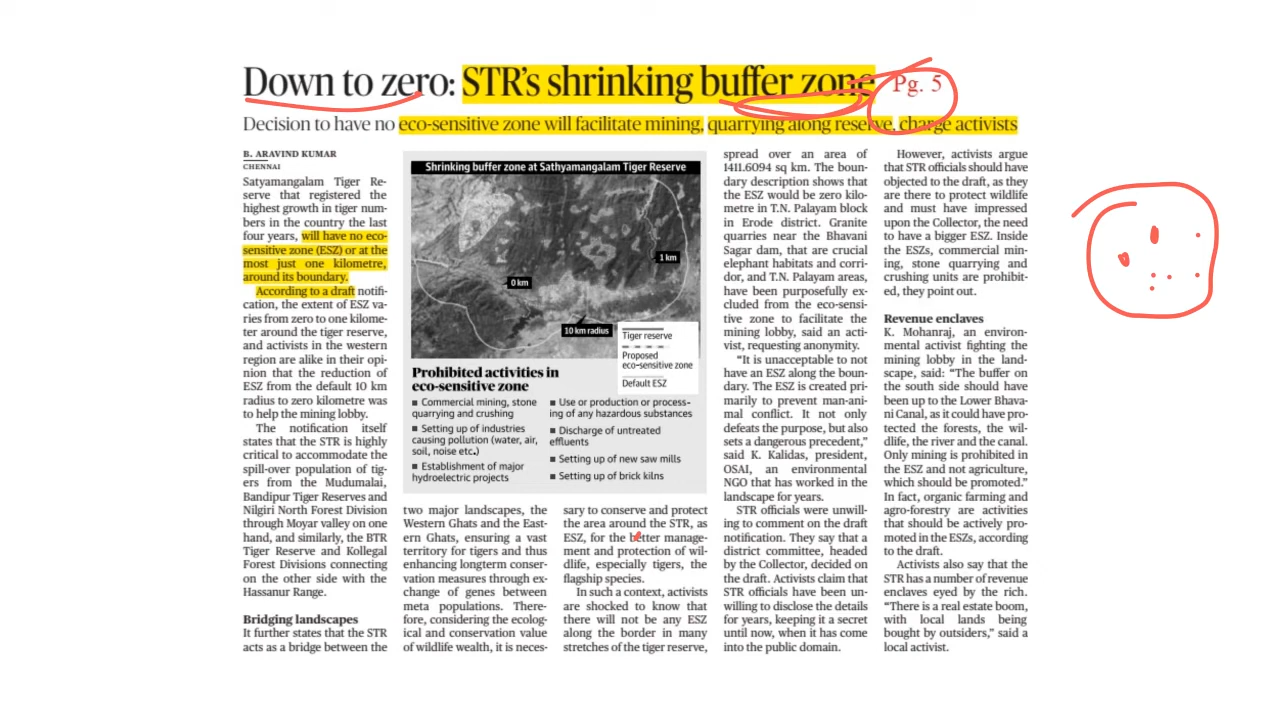 Down to zero: STR's shrinking buffer zone
Pg. 5
Decision to have no eco-sensitive zone will facilitate mining, quarrying along reserve, charge activists
B. ARAVIND KUMAR
CHENNAI
Satyamangalam Tiger Re-
serve that registered the
highest growth in tiger num-
bers in the country the last
four years, will have no eco-
sensitive zone (ESZ) or at the
most just one kilometre,
around its boundary.
According to a draft notifi-
cation, the extent of ESZ va-
ries from zero to one kilome-
ter around the tiger reserve,
and activists in the western
region are alike in their opi-
nion that the reduction of
ESZ from the default 10 km
radius to zero kilometre was
to help the mining lobby.
The notification itself
states that the STR is highly
critical to accommodate the
spill-over population of tig-
ers from the Mudumalai,
Bandipur Tiger Reserves and
Nilgiri North Forest Division
through Moyar valley on one
hand, and similarly, the BTR
Tiger Reserve and Kollegal
Forest Divisions connecting
on the other side with the
Hassanur Range.
Bridging landscapes
It further states that the STR
acts as a bridge between the
Shrinking buffer zone at Sathyamangalam Tiger Reserve
1 km
0 km
10 km radius
Tiger reserve
Proposed
eco-sensitive zone
Default ESZ
Prohibited activities in
eco-sensitive zone
■ Commercial mining, stone
quarrying and crushing
■ Setting up of industries
causing pollution (water, air,
soil, noise etc.)
■ Establishment of major
hydroelectric projects
■ Use or production or process-
ing of any hazardous substances
■ Discharge of untreated
effluents
■ Setting up of new saw mills
■ Setting up of brick kilns
two major landscapes, the
Western Ghats and the East-
ern Ghats, ensuring a vast
territory for tigers and thus
enhancing longterm conser-
vation measures through ex-
change of genes between
meta populations. There-
fore, considering the ecolog-
ical and conservation value
of wildlife wealth, it is neces-
sary to conserve and protect
the area around the STR, as
ESZ, for the better manage-
ment and protection of wil-
dlife, especially tigers, the
flagship species.
In such a context, activists
are shocked to know that
there will not be any ESZ
along the border in many
stretches of the tiger reserve,
spread over an area of
1411.6094 sq km. The boun-
dary description shows that
the ESZ would be zero kilo-
metre in T.N. Palayam block
in Erode district. Granite
quarries near the Bhavani
Sagar dam, that are crucial
elephant habitats and corri-
dor, and T.N. Palayam areas,
have been purposefully ex-
cluded from the eco-sensi-
tive zone to facilitate the
mining lobby, said an acti-
vist, requesting anonymity.
"It is unacceptable to not
have an ESZ along the boun-
dary. The ESZ is created pri-
marily to prevent man-ani-
mal conflict. It not only
defeats the purpose, but also
sets a dangerous precedent,"
said K. Kalidas, president,
OSAI, an environmental
NGO that has worked in the
landscape for years.
STR officials were unwill-
ing to comment on the draft
notification. They say that a
district committee, headed
by the Collector, decided on
the draft. Activists claim that
STR officials have been un-
willing to disclose the details
for years, keeping it a secret
until now, when it has come
into the public domain.
However, activists argue
that STR officials should have
objected to the draft, as they
are there to protect wildlife
and must have impressed
upon the Collector, the need
to have a bigger ESZ. Inside
the ESZs, commercial min-
ing, stone quarrying and
crushing units are prohibit-
ed, they point out.
Revenue enclaves
K. Mohanraj, an environ-
mental activist fighting the
mining lobby in the land-
scape, said: "The buffer on
the south side should have
been up to the Lower Bhava-
ni Canal, as it could have pro-
tected the forests, the wil-
dlife, the river and the canal.
Only mining is prohibited in
the ESZ and not agriculture,
which should be promoted."
In fact, organic farming and
agro-forestry are activities
that should be actively pro-
moted in the ESZs, according
to the draft.
Activists also say that the
STR has a number of revenue
enclaves eyed by the rich.
"There is a real estate boom,
with local lands being
bought by outsiders," said a
local activist.